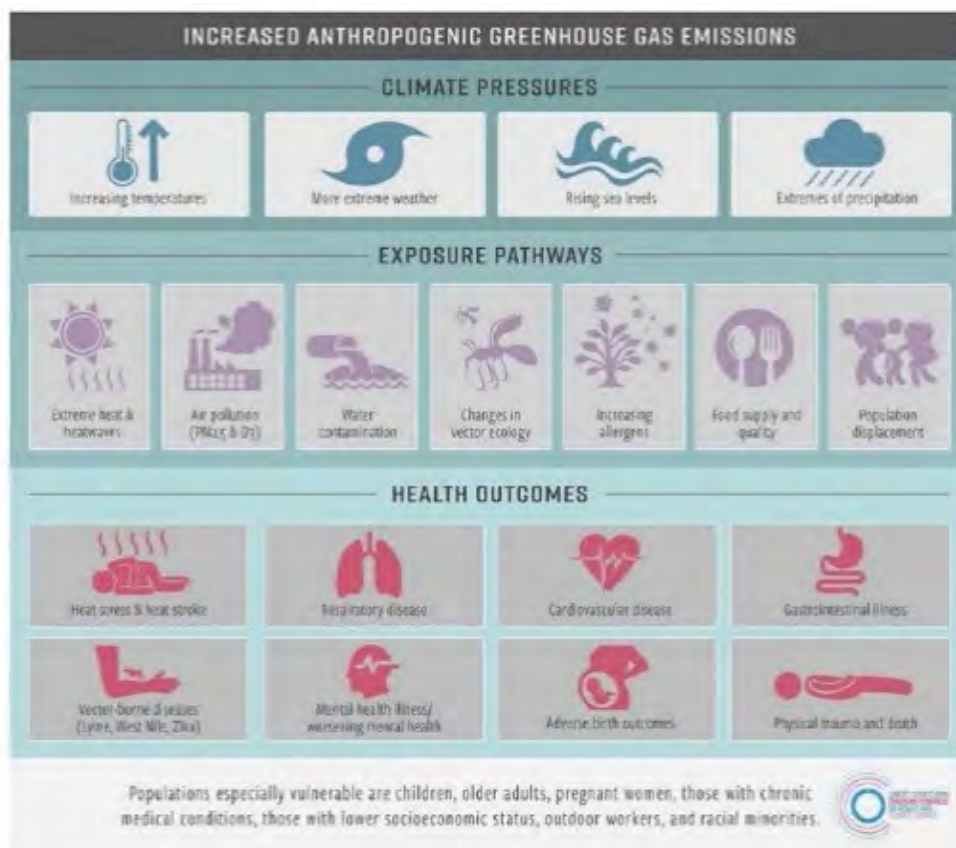 INCREASED ANTHROPOGENIC GREENHOUSE GAS EMISSIONS
CLIMATE PRESSURES
Increasing temperatures
More extreme weather
Rising sea levels
Extremes of precipitation
EXPOSURE PATHWAYS
Extreme heat &
heatwaves
Air pollution
(PM2.5 & O3)
Water
contamination
Changes in
vector ecology
Increasing
allergens
Food supply and
quality
Population
displacement
HEALTH OUTCOMES
Heat stress & heat stroke
Respiratory disease
Cardiovascular disease
Gastrointestinal illness
Vector-borne diseases
(Lyme, West Nile, Zika)
Mental health illness/
worsening mental health
Adverse birth outcomes
Physical trauma and death
Populations especially vulnerable are children, older adults, pregnant women, those with chronic
medical conditions, those with lower socioeconomic status, outdoor workers, and racial minorities.